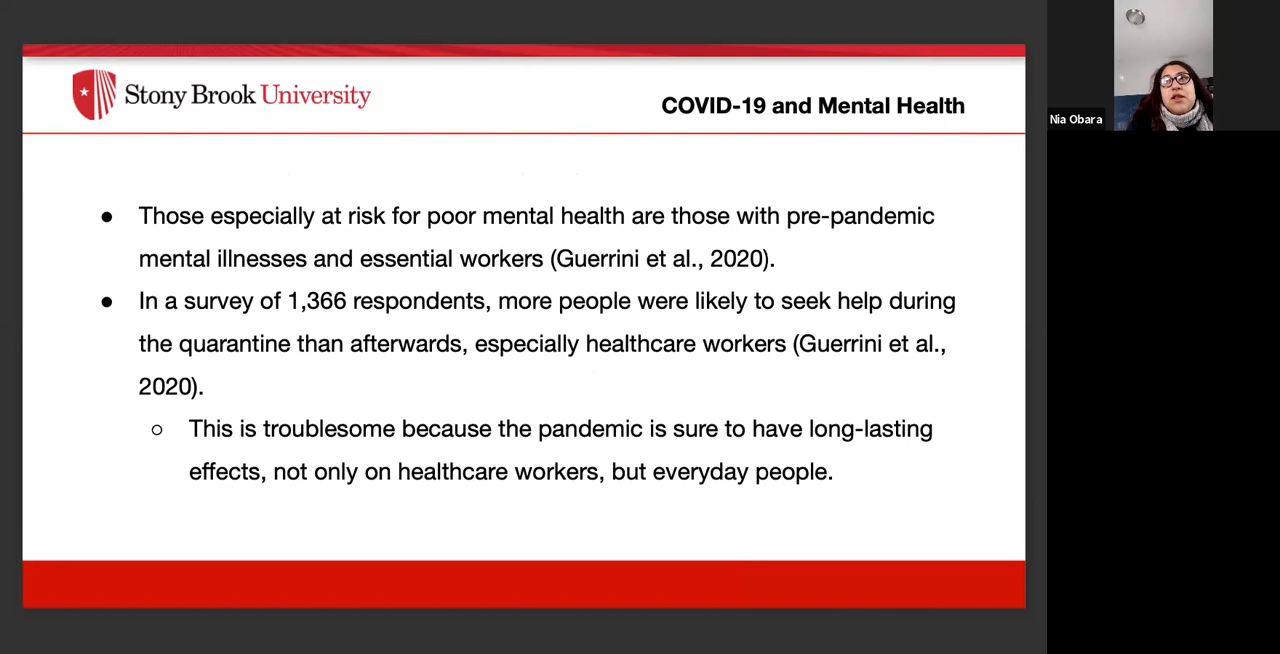 Stony Brook University
COVID-19 and Mental Health
Nia Obara
● Those especially at risk for poor mental health are those with pre-pandemic
mental illnesses and essential workers (Guerrini et al., 2020).
● In a survey of 1,366 respondents, more people were likely to seek help during
the quarantine than afterwards, especially healthcare workers (Guerrini et al.,
2020).
○ This is troublesome because the pandemic is sure to have long-lasting
effects, not only on healthcare workers, but everyday people.